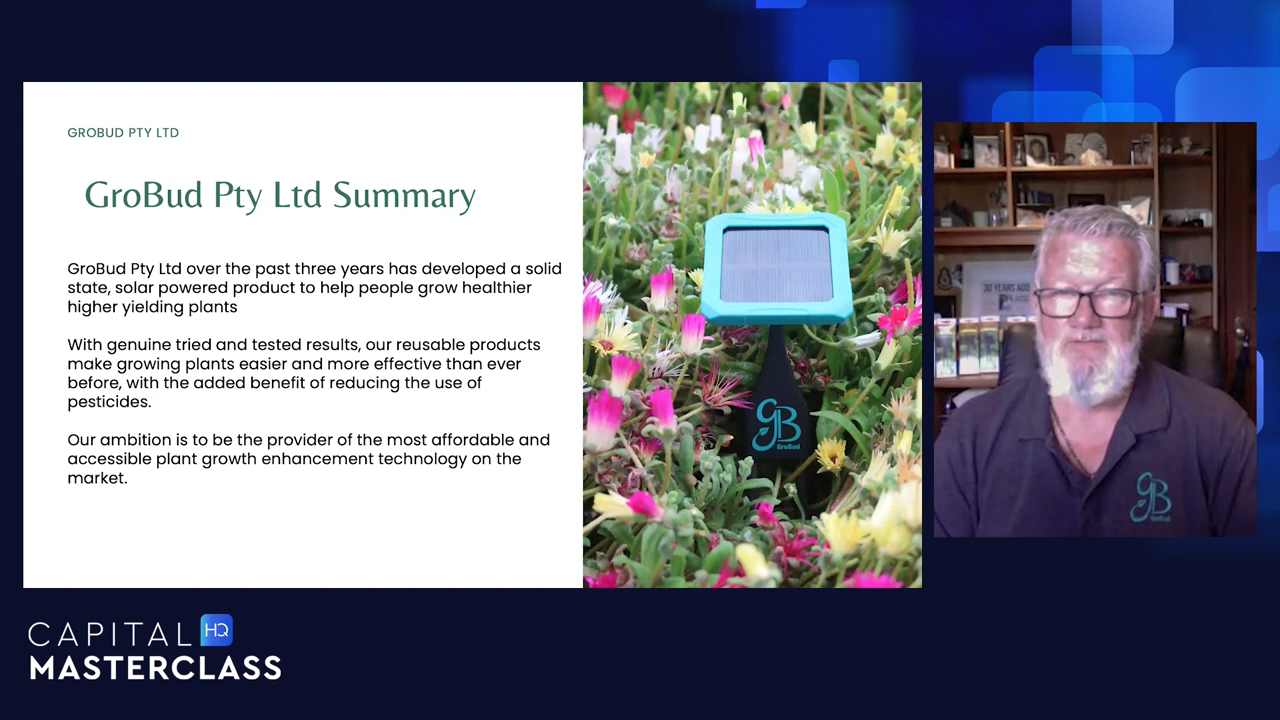 GROBUD PTY LTD
GroBud Pty Ltd Summary
GroBud Pty Ltd over the past three years has developed a solid
state, solar powered product to help people grow healthier
higher yielding plants
With genuine tried and tested results, our reusable products
make growing plants easier and more effective than ever
before, with the added benefit of reducing the use of
pesticides.
Our ambition is to be the provider of the most affordable and
accessible plant growth enhancement technology on the
market.
GB
GroBud
30 YEARS AGO
GB
GroBud
CAPITAL HQ
MASTERCLASS